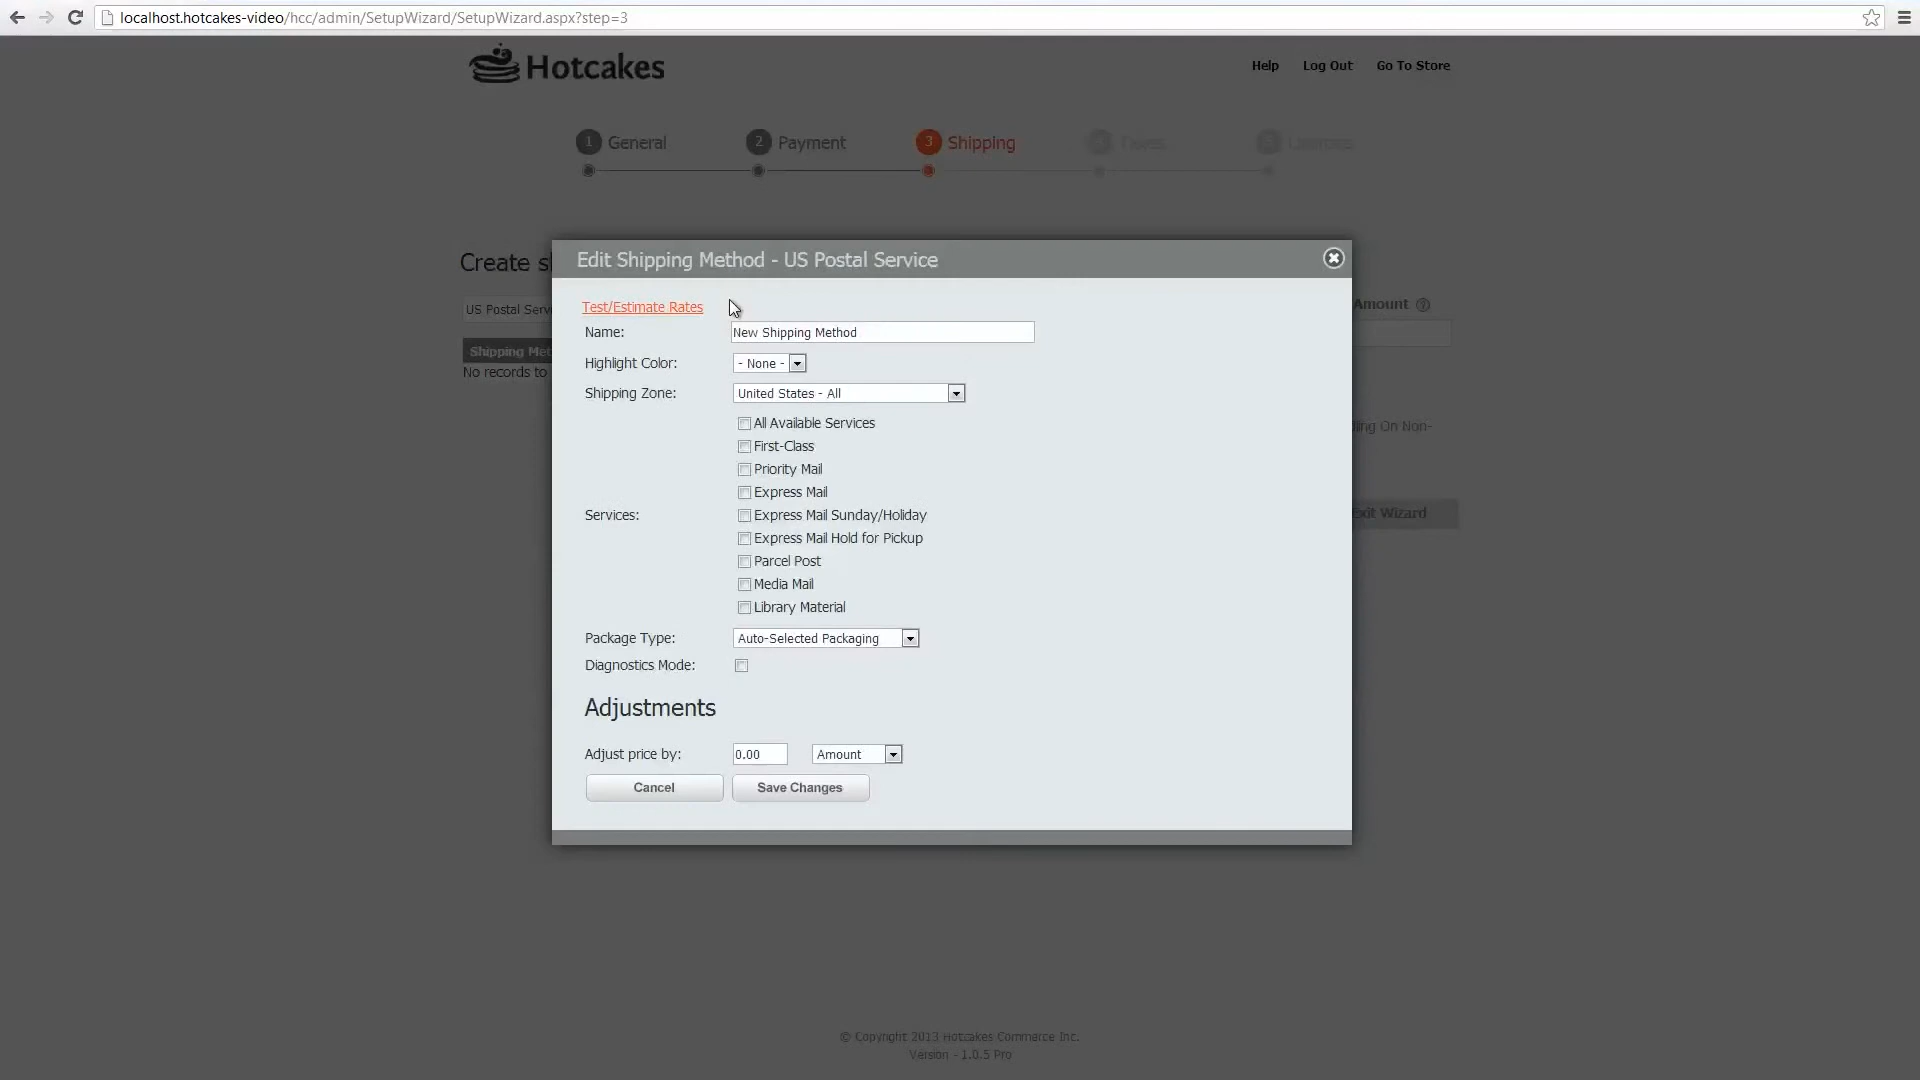 localhost.hotcakes-video/hcc/admin/SetupWizard/SetupWizard.aspx?step=3
Hotcakes
Help Log Out Go To Store
1 General 2 Payment 3 Shipping
Edit Shipping Method - US Postal Service
Create s
US Postal Serv
Amount ?
Shipping Met
No records to
Test/Estimate Rates
Name: New Shipping Method
Highlight Color: - None -
Shipping Zone: United States - All
All Available Services
First-Class
Priority Mail
Express Mail
Services:
Express Mail Sunday/Holiday
Express Mail Hold for Pickup
Parcel Post
Media Mail
Library Material
On Non-
Exit Wizard
Package Type: Auto-Selected Packaging
Diagnostics Mode:
Adjustments
Adjust price by: 0.00 Amount
Cancel Save Changes
© Copyright 2013 Hotcakes Commerce Inc.
Version - 1.0.5 Pro